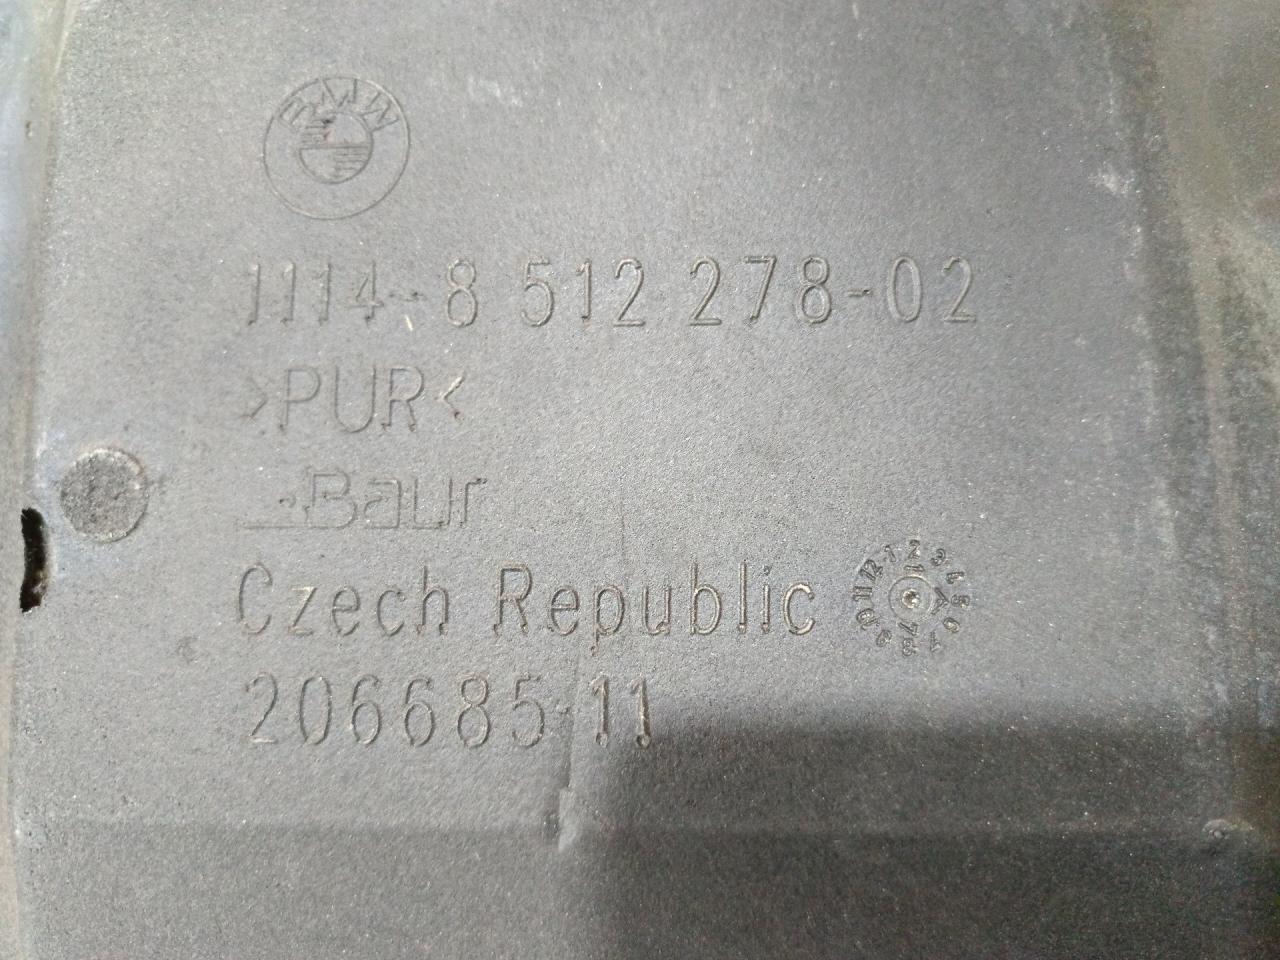 BMW
1114-8 512 278-02
>PUR<
Baur
Czech Republic
206685-11